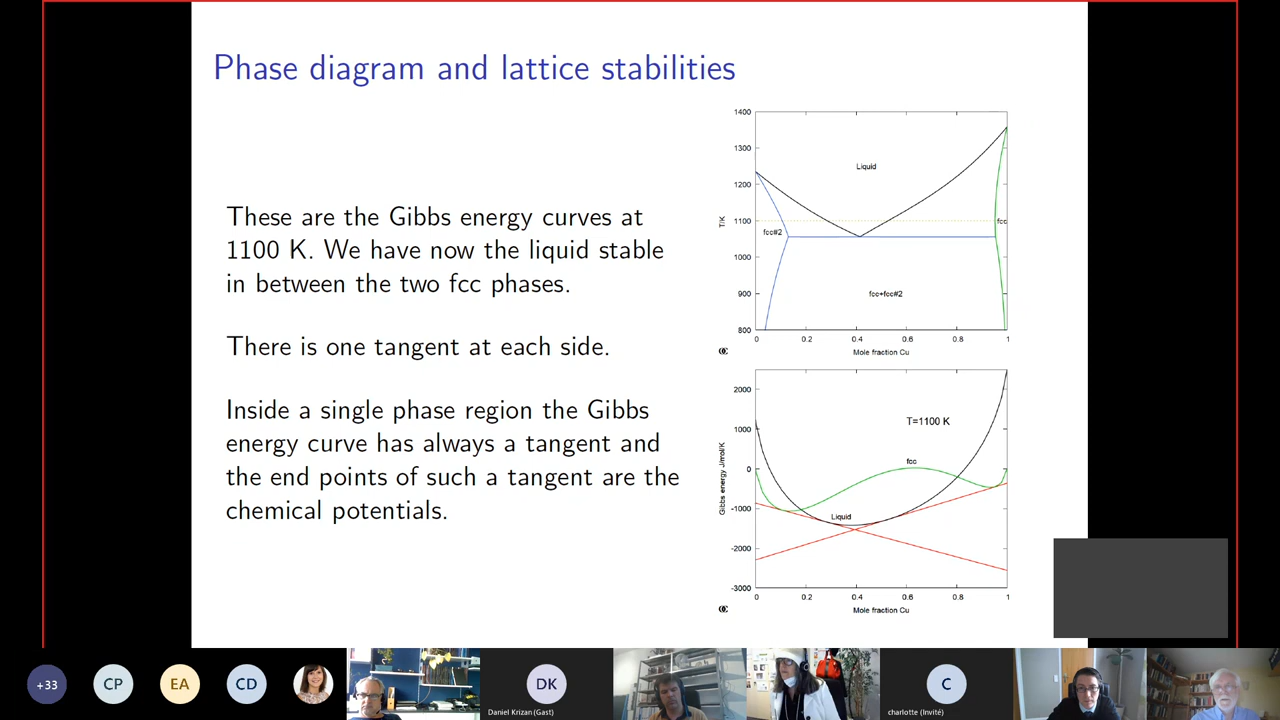 Phase diagram and lattice stabilities
These are the Gibbs energy curves at
1100 K. We have now the liquid stable
in between the two fcc phases.
There is one tangent at each side.
Inside a single phase region the Gibbs
energy curve has always a tangent and
the end points of such a tangent are the
chemical potentials.
1400
1300
1200
1100
1000
900
800
T/K
Liquid
fcc#2
fcc
fcc+fcc#2
0 0.2 0.4 0.6 0.8 1
Mole fraction Cu
2000
1000
0
-1000
-2000
-3000
Gibbs energy J/mol/K
T=1100 K
fcc
Liquid
0 0.2 0.4 0.6 0.8 1
Mole fraction Cu
+33
CP
EA
CD
DK
Daniel Krizan (Gast)
C
charlotte (Invité)